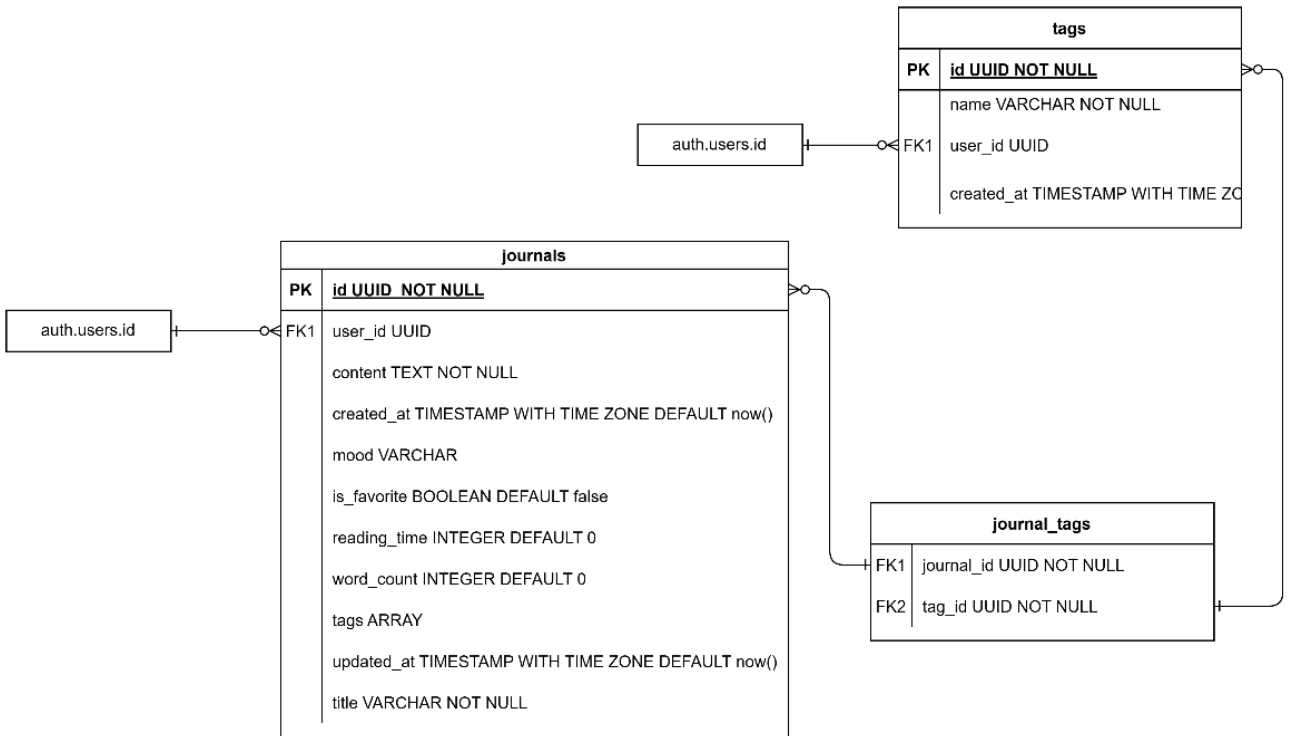 tags
PK id UUID NOT NULL
name VARCHAR NOT NULL
auth.users.id
FK1 user_id UUID
created_at TIMESTAMP WITH TIME ZO
journals
PK id UUID NOT NULL
auth.users.id
FK1 user_id UUID
content TEXT NOT NULL
created_at TIMESTAMP WITH TIME ZONE DEFAULT now()
mood VARCHAR
is_favorite BOOLEAN DEFAULT false
reading_time INTEGER DEFAULT 0
word_count INTEGER DEFAULT 0
tags ARRAY
updated_at TIMESTAMP WITH TIME ZONE DEFAULT now()
title VARCHAR NOT NULL
journal_tags
FK1 journal_id UUID NOT NULL
FK2 tag_id UUID NOT NULL